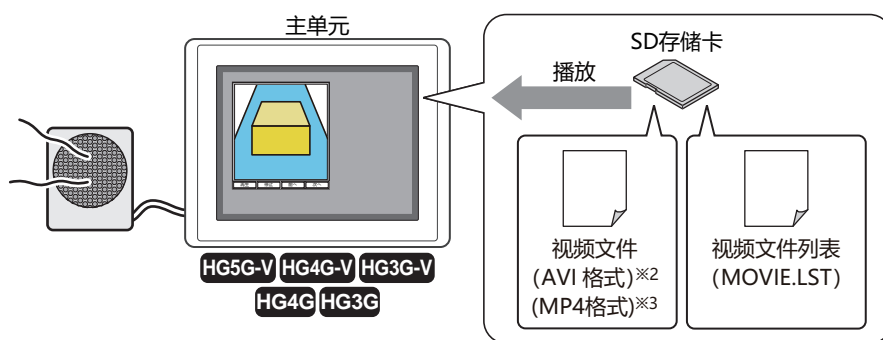 主单元
SD存储卡
播放
视频文件
(AVI 格式)※2
(MP4格式)※3
视频文件列表
(MOVIE.LST)
HG5G-V HG4G-V HG3G-V
HG4G HG3G